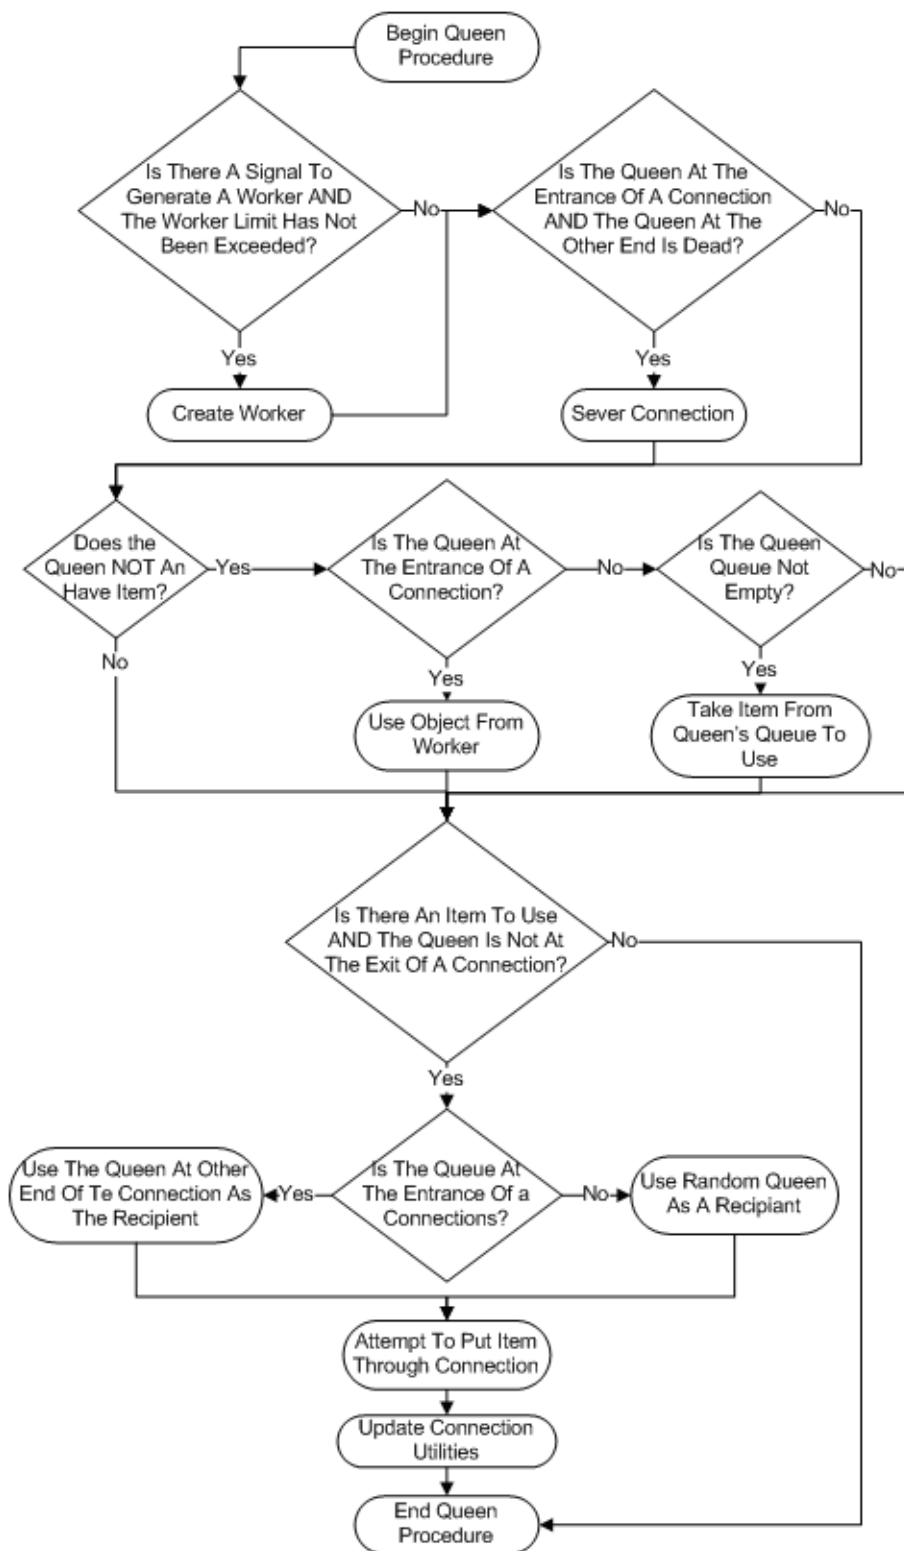 Begin Queen
Procedure
Is There A Signal To
Generate A Worker AND
The Worker Limit Has Not
Been Exceeded?
No
Is The Queen At The
Entrance Of A Connection
AND The Queen At The
Other End Is Dead?
No
Yes
Create Worker
Yes
Sever Connection
Does the
Queen NOT An
Have Item?
Yes
Is The Queen At
The Entrance Of A
Connection?
No
Is The Queen
Queue Not
Empty?
No
No
Yes
Use Object From
Worker
Yes
Take Item From
Queen's Queue To
Use
Is There An Item To Use
AND The Queen Is Not At
The Exit Of A Connection?
No
Yes
Use The Queen At Other
End Of Te Connection As
The Recipient
Yes
Is The Queue At
The Entrance Of a
Connections?
No
Use Random Queen
As A Recipiant
Attempt To Put Item
Through Connection
Update Connection
Utilities
End Queen
Procedure